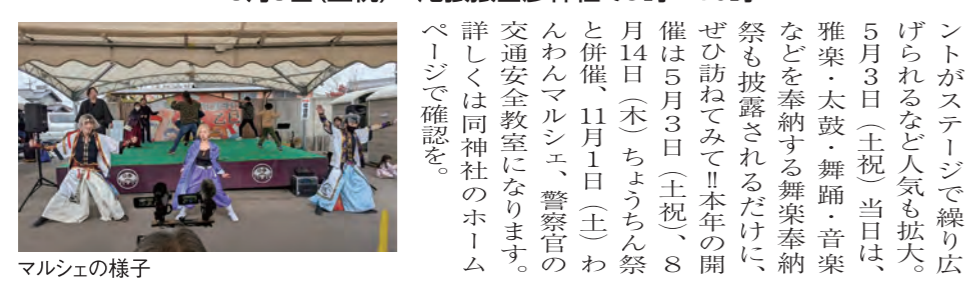 ントがステージで繰り広
げられるなど人気も拡大。
5月3日（土祝）当日は、
雅楽・太鼓・舞踊・音楽
などを奉納する舞楽奉納
祭も披露されるだけに、
ぜひ訪ねてみて!!本年の開
催は5月3日（土祝）、8
月14日（木）ちょうちん祭
と併催、11月1日（土）わ
んわんマルシェ、警察官の
交通安全教室になります。
詳しくは同神社のホーム
ページで確認を。
マルシェの様子